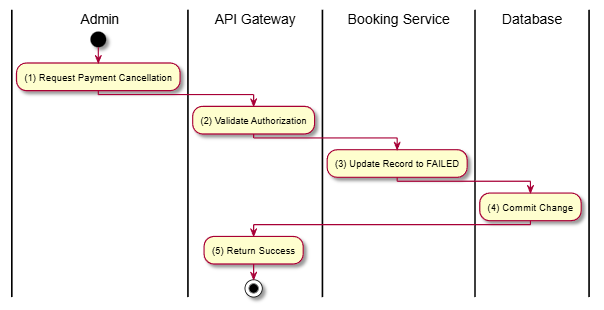 Admin
API Gateway
Booking Service
Database
(1) Request Payment Cancellation
(2) Validate Authorization
(3) Update Record to FAILED
(4) Commit Change
(5) Return Success